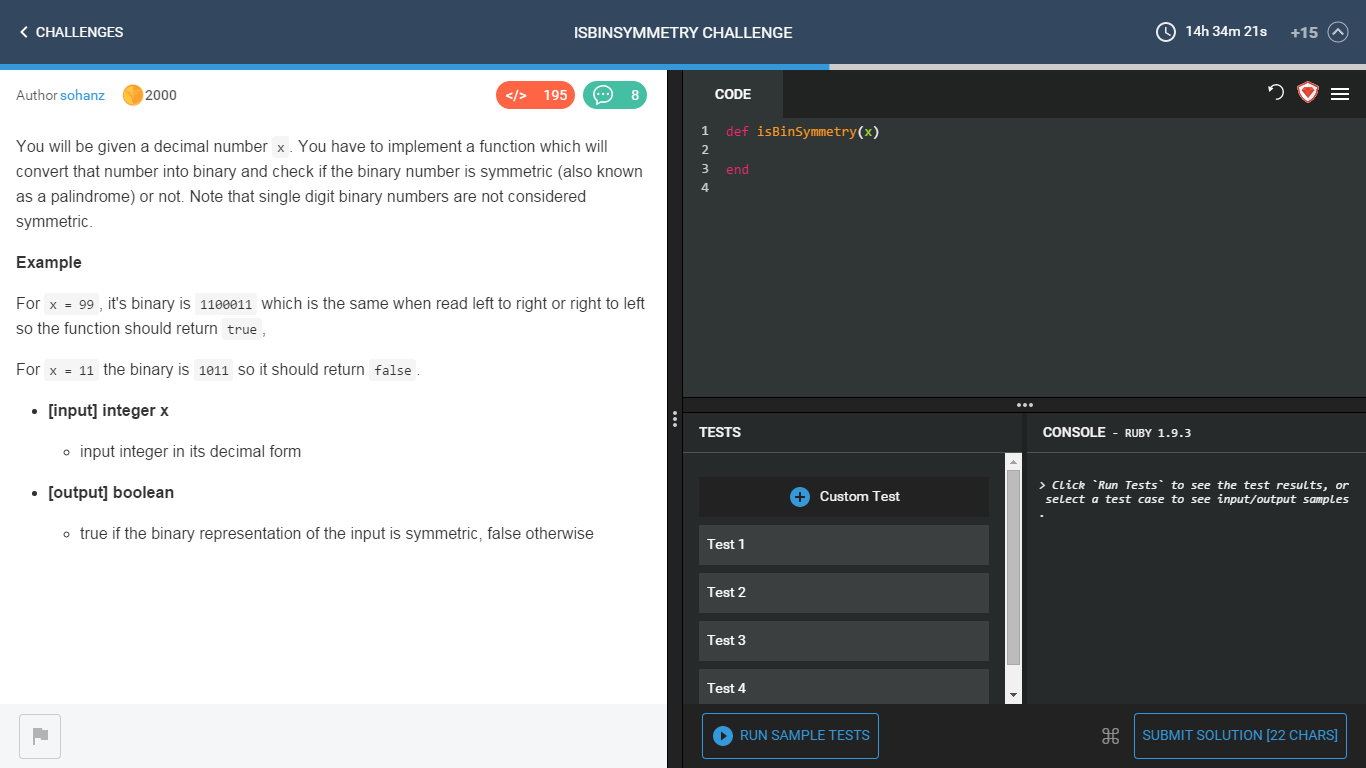 CHALLENGES
ISBINSYMMETRY CHALLENGE
14h 34m 21s
+15
Author sohanz
2000
</> 195
8
You will be given a decimal number x. You have to implement a function which will
convert that number into binary and check if the binary number is symmetric (also known
as a palindrome) or not. Note that single digit binary numbers are not considered
symmetric.
Example
For x = 99, it's binary is 1100011 which is the same when read left to right or right to left
so the function should return true,
For x = 11 the binary is 1011 so it should return false.
• [input] integer x
◦ input integer in its decimal form
• [output] boolean
◦ true if the binary representation of the input is symmetric, false otherwise
CODE
1 def isBinSymmetry(x)
2
3 end
4
TESTS
Custom Test
Test 1
Test 2
Test 3
Test 4
CONSOLE - RUBY 1.9.3
> Click `Run Tests` to see the test results, or
select a test case to see input/output samples
.
RUN SAMPLE TESTS
⌘
SUBMIT SOLUTION [22 CHARS]